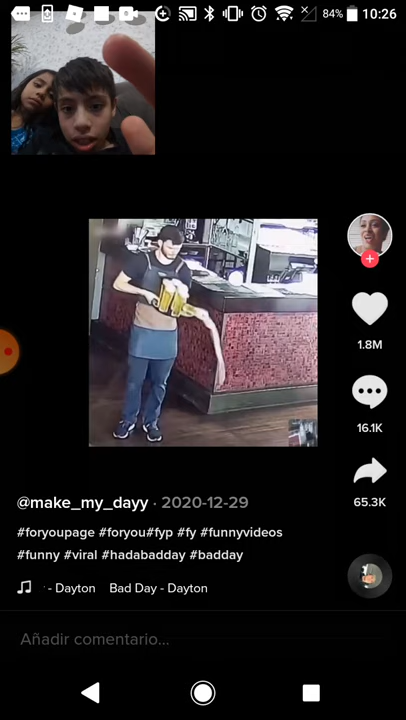 84% 10:26
1.8M
16.1K
65.3K
@make_my_dayy · 2020-12-29
#foryoupage #foryou#fyp #fy #funnyvideos
#funny #viral #hadabadday #badday
- Dayton Bad Day - Dayton
Añadir comentario...